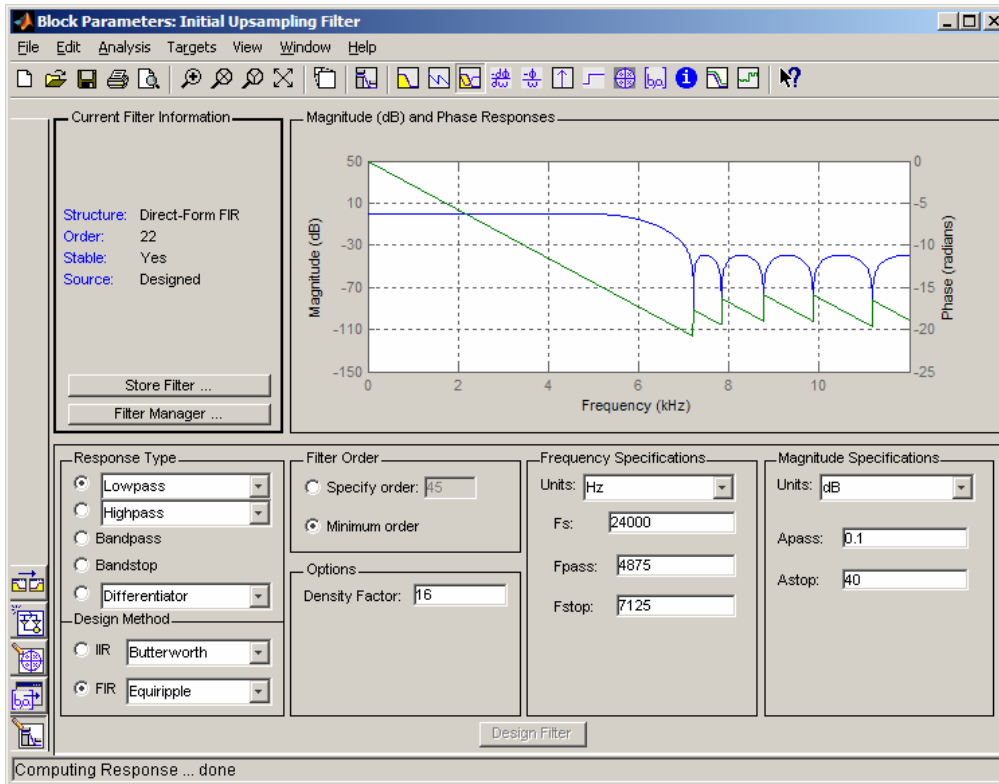 Block Parameters: Initial Upsampling Filter
File Edit Analysis Targets View Window Help
Current Filter Information
Structure: Direct-Form FIR
Order: 22
Stable: Yes
Source: Designed
Store Filter ...
Filter Manager ...
Magnitude (dB) and Phase Responses
50
10
-30
-70
-110
-150
Magnitude (dB)
0
-5
-10
-15
-20
-25
Phase (radians)
0 2 4 6 8 10
Frequency (kHz)
Response Type
Lowpass
Highpass
Bandpass
Bandstop
Differentiator
Design Method
IIR Butterworth
FIR Equiripple
Filter Order
Specify order: 45
Minimum order
Options
Density Factor: 16
Frequency Specifications
Units: Hz
Fs: 24000
Fpass: 4875
Fstop: 7125
Magnitude Specifications
Units: dB
Apass: 0.1
Astop: 40
Design Filter
Computing Response ... done